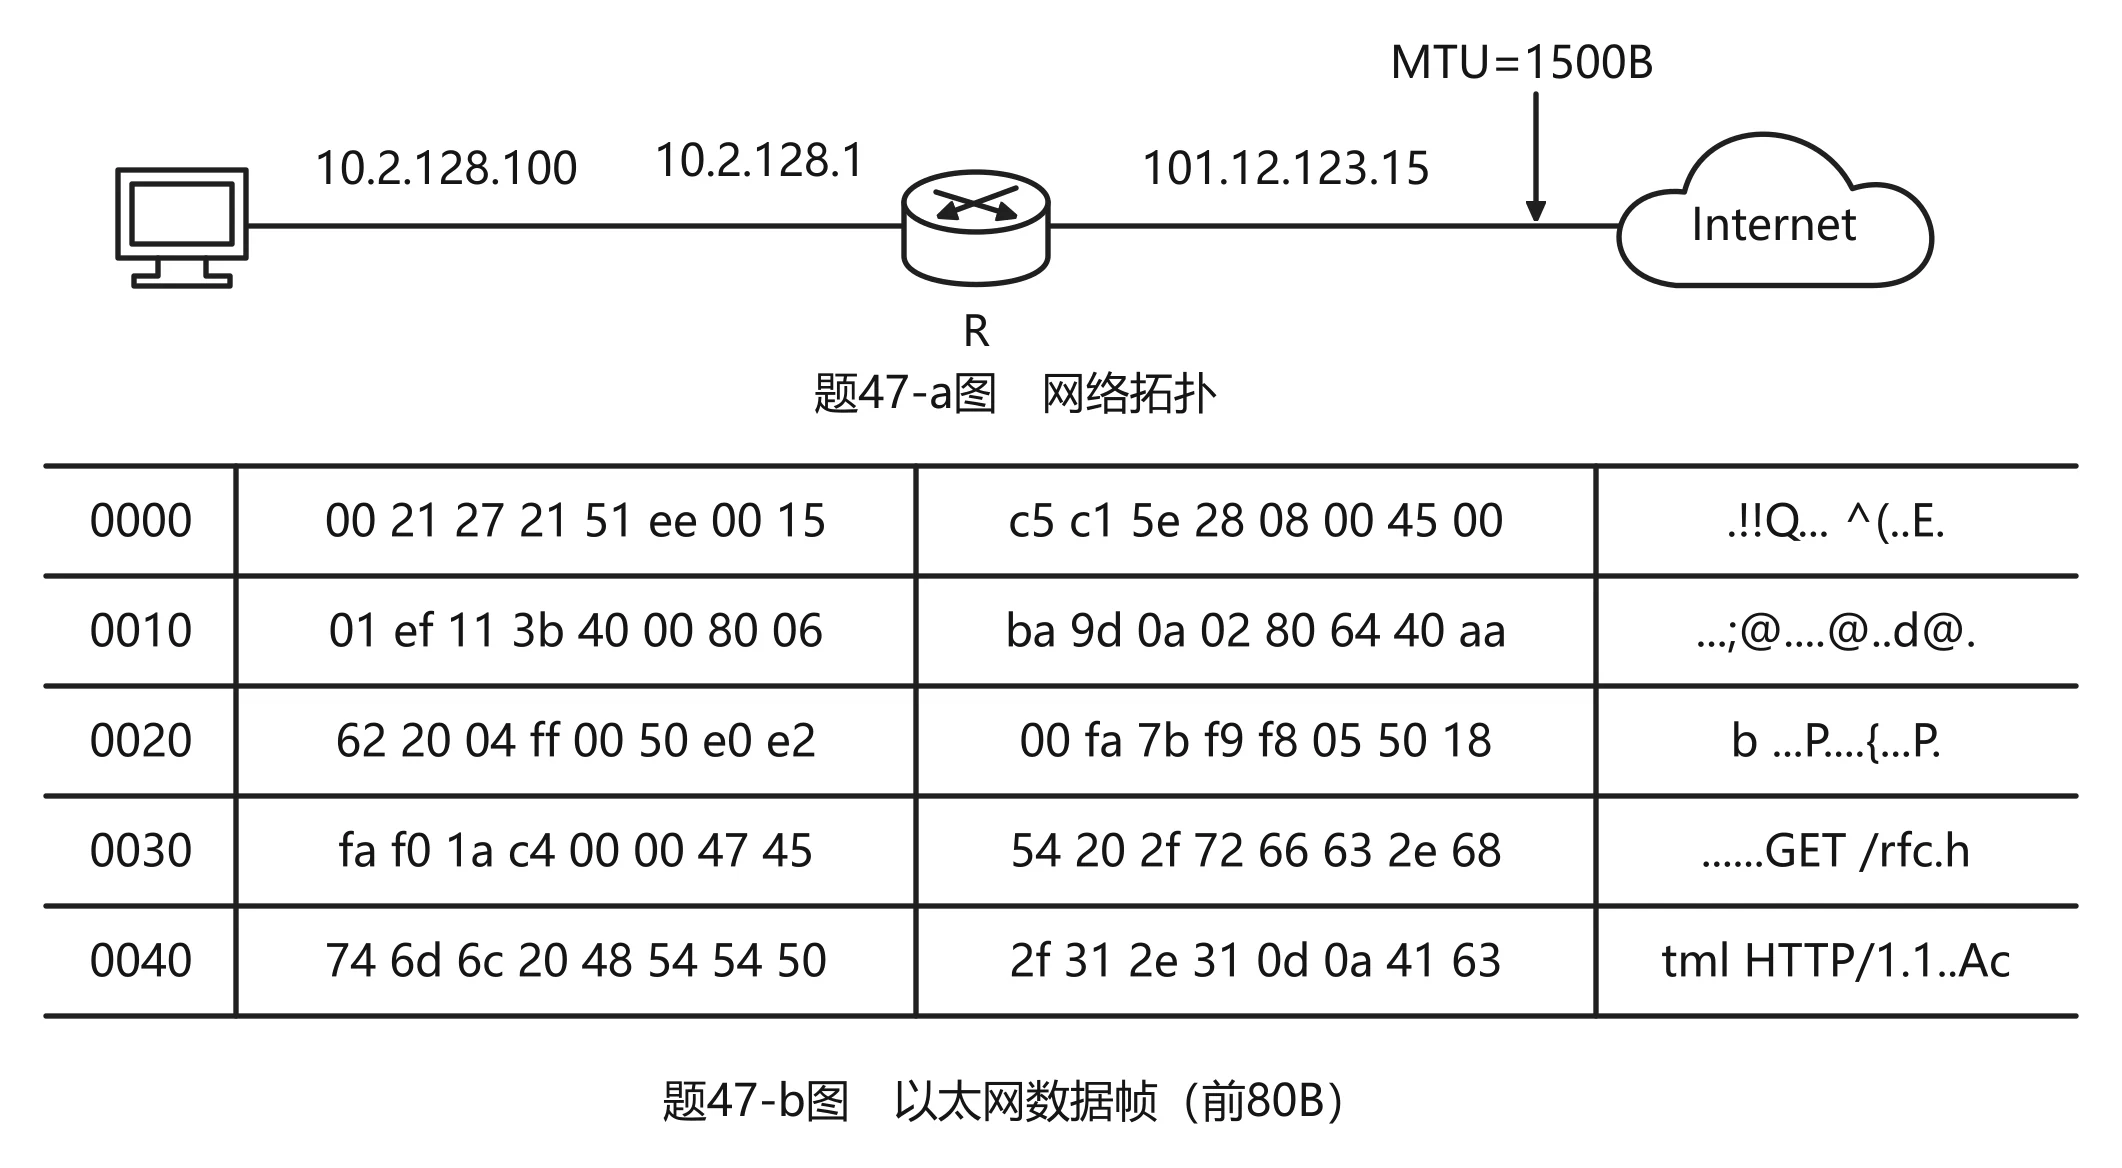 MTU=1500B
10.2.128.100 10.2.128.1 101.12.123.15
Internet
R
题47-a图 网络拓扑
0000 00 21 27 21 51 ee 00 15 c5 c1 5e 28 08 00 45 00 .!!Q... ^(..E.
0010 01 ef 11 3b 40 00 80 06 ba 9d 0a 02 80 64 40 aa ...;@....@..d@.
0020 62 20 04 ff 00 50 e0 e2 00 fa 7b f9 f8 05 50 18 b ...P....{...P.
0030 fa f0 1a c4 00 00 47 45 54 20 2f 72 66 63 2e 68 ......GET /rfc.h
0040 74 6d 6c 20 48 54 54 50 2f 31 2e 31 0d 0a 41 63 tml HTTP/1.1..Ac
题47-b图 以太网数据帧（前80B）